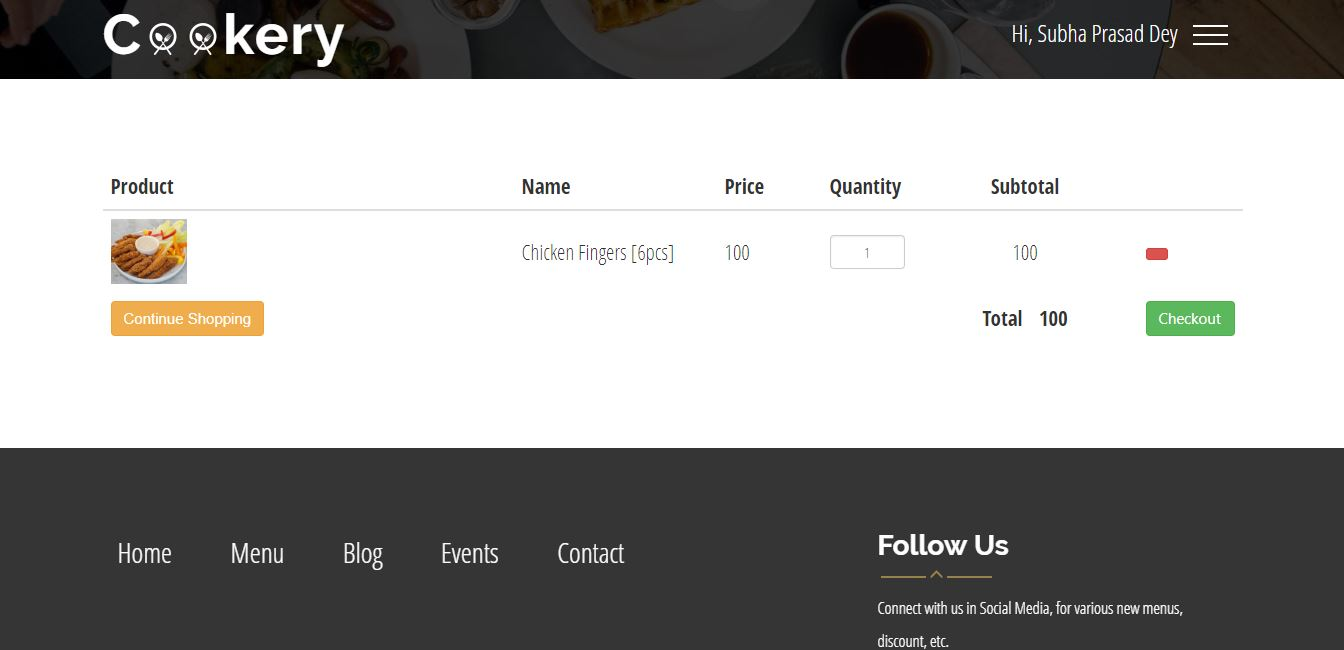 Cookery
Hi, Subha Prasad Dey
Product Name Price Quantity Subtotal
Chicken Fingers [6pcs] 100 1 100
Continue Shopping Total 100 Checkout
Home Menu Blog Events Contact
Follow Us
Connect with us in Social Media, for various new menus,
discount, etc.